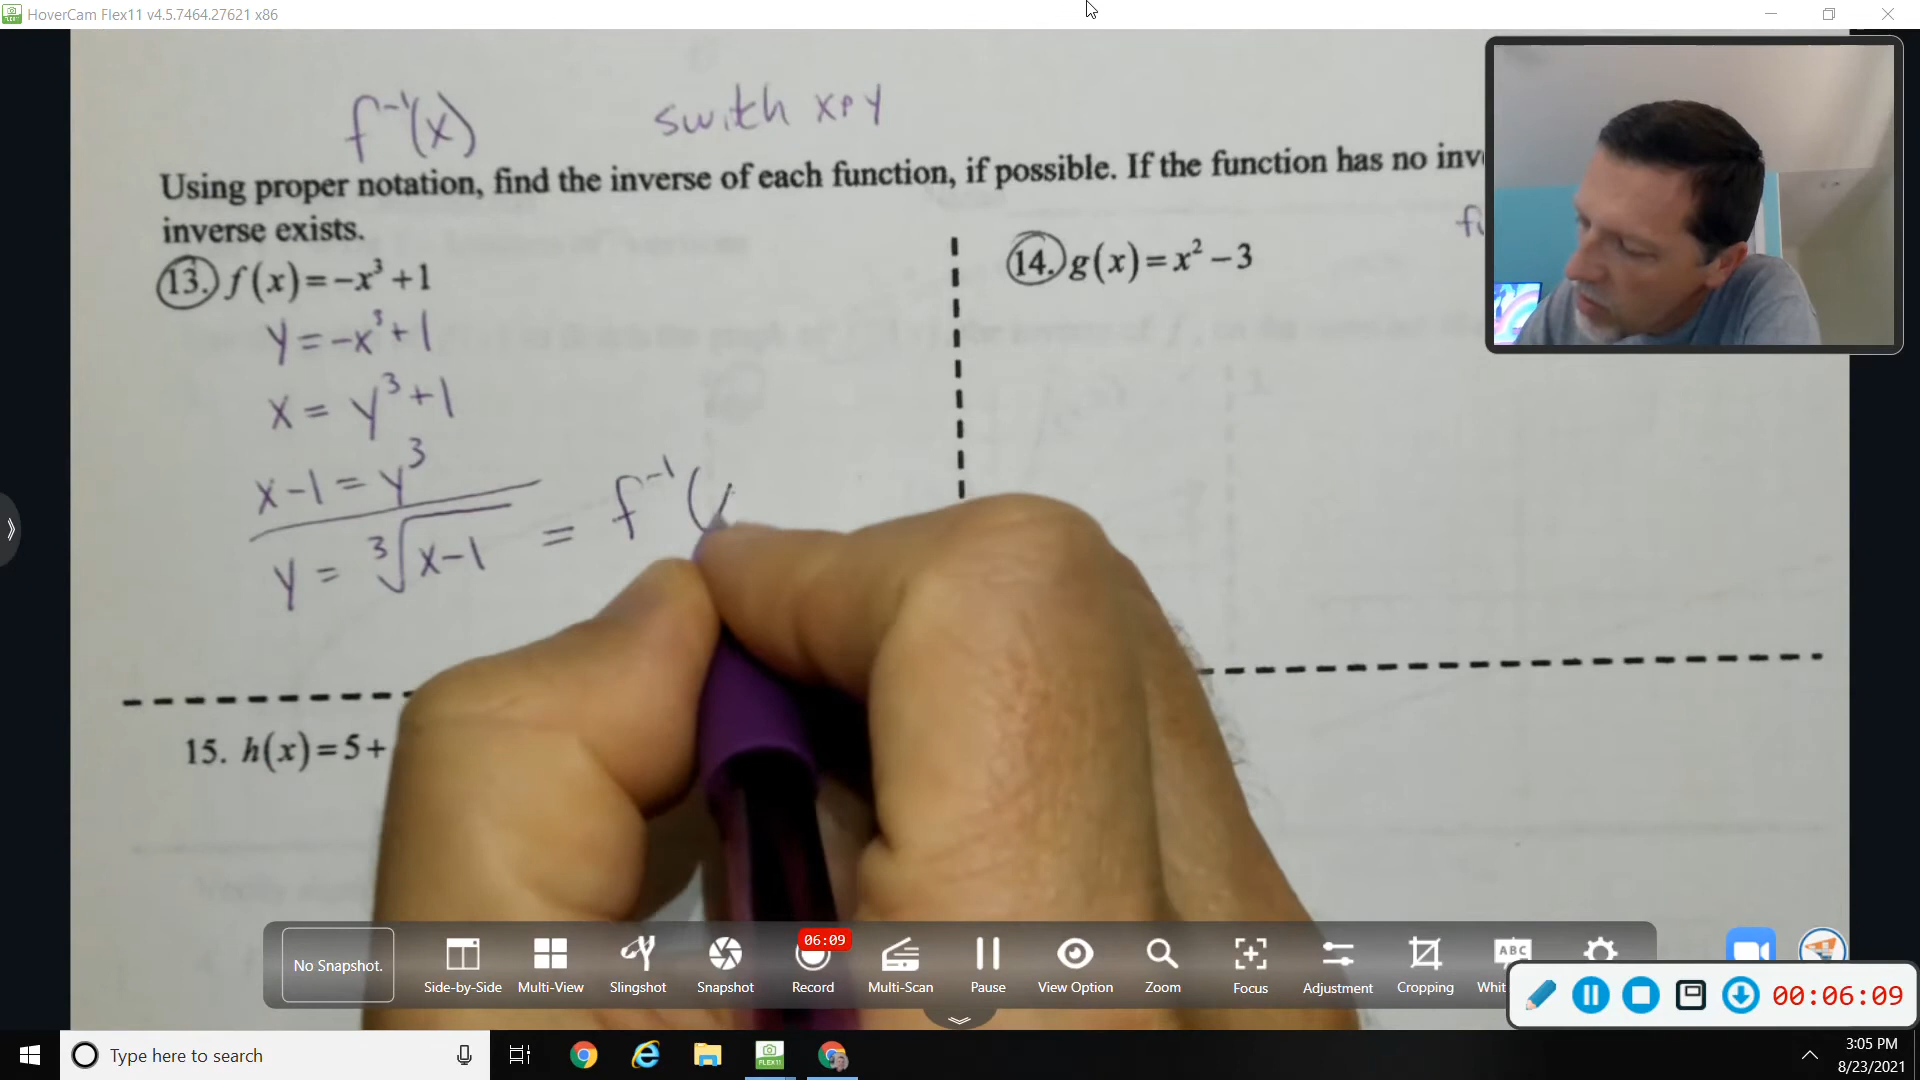 HoverCam Flex11 v4.5.7464.27621 x86
f⁻¹(x) swith x & y
Using proper notation, find the inverse of each function, if possible. If the function has no inv
inverse exists.
13. f(x)=-x³+1
14. g(x)=x²-3
y=-x³+1
x = y³+1
x-1=y³
y = ³√x-1 = f⁻¹(
15. h(x)=5+
No Snapshot.
Side-by-Side
Multi-View
Slingshot
Snapshot
06:09
Record
Multi-Scan
Pause
View Option
Zoom
Focus
Adjustment
Cropping
ABC
Whit
00:06:09
Type here to search
FLEX11
3:05 PM
8/23/2021